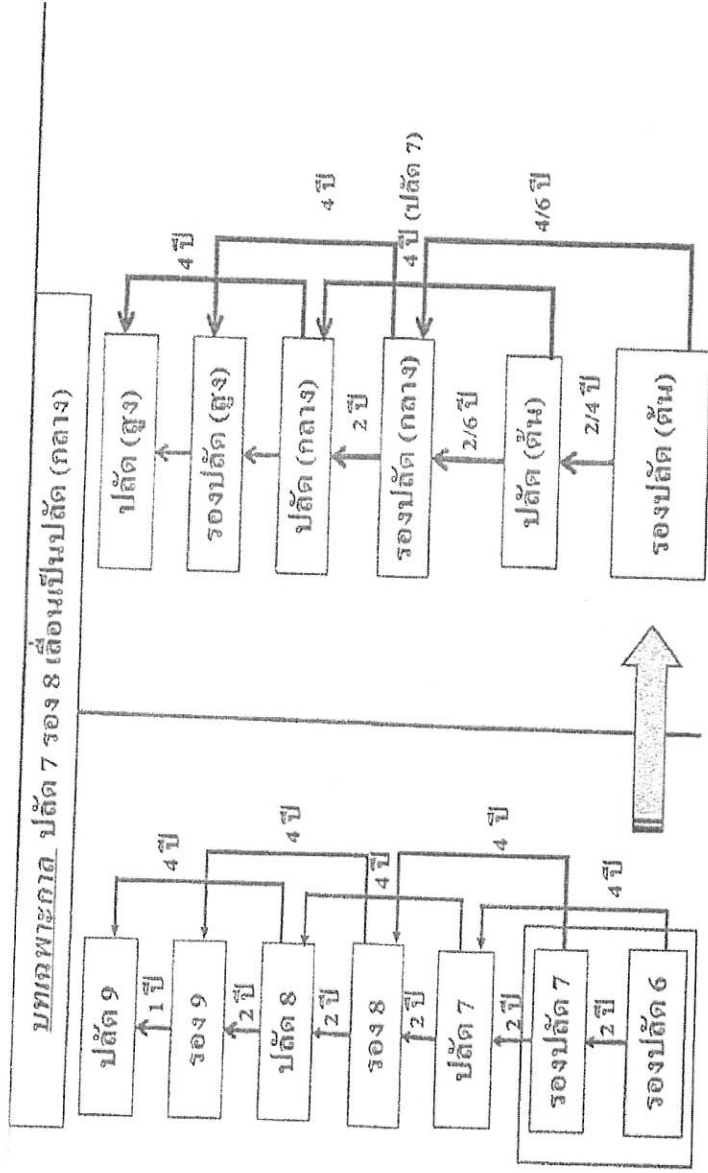 บทเฉพาะกาล ปลัด 7 รอง 8 เลื่อนเป็นปลัด (กลาง)
ปลัด 9
1 ปี
4 ปี
รอง 9
2 ปี
4 ปี
ปลัด 8
2 ปี
4 ปี
รอง 8
2 ปี
4 ปี
ปลัด 7
2 ปี
4 ปี
รองปลัด 7
2 ปี
รองปลัด 6
ปลัด (สูง)
4 ปี
รองปลัด (สูง)
4 ปี
ปลัด (กลาง)
2 ปี
4 ปี (ปลัด 7)
รองปลัด (กลาง)
2/6 ปี
4/6 ปี
ปลัด (ต้น)
2/4 ปี
รองปลัด (ต้น)